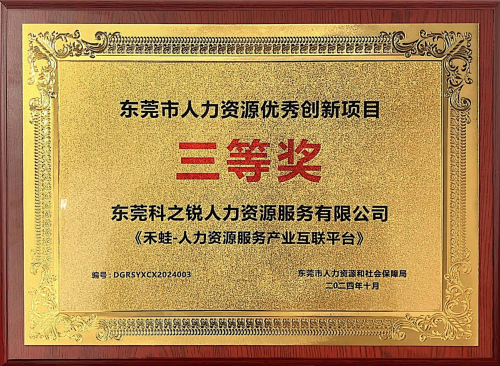 东莞市人力资源优秀创新项目
三等奖
东莞科之锐人力资源服务有限公司
《禾蛙-人力资源服务产业互联平台》
编号：DGRSYXCX2024003
东莞市人力资源和社会保障局
二〇二四年十月